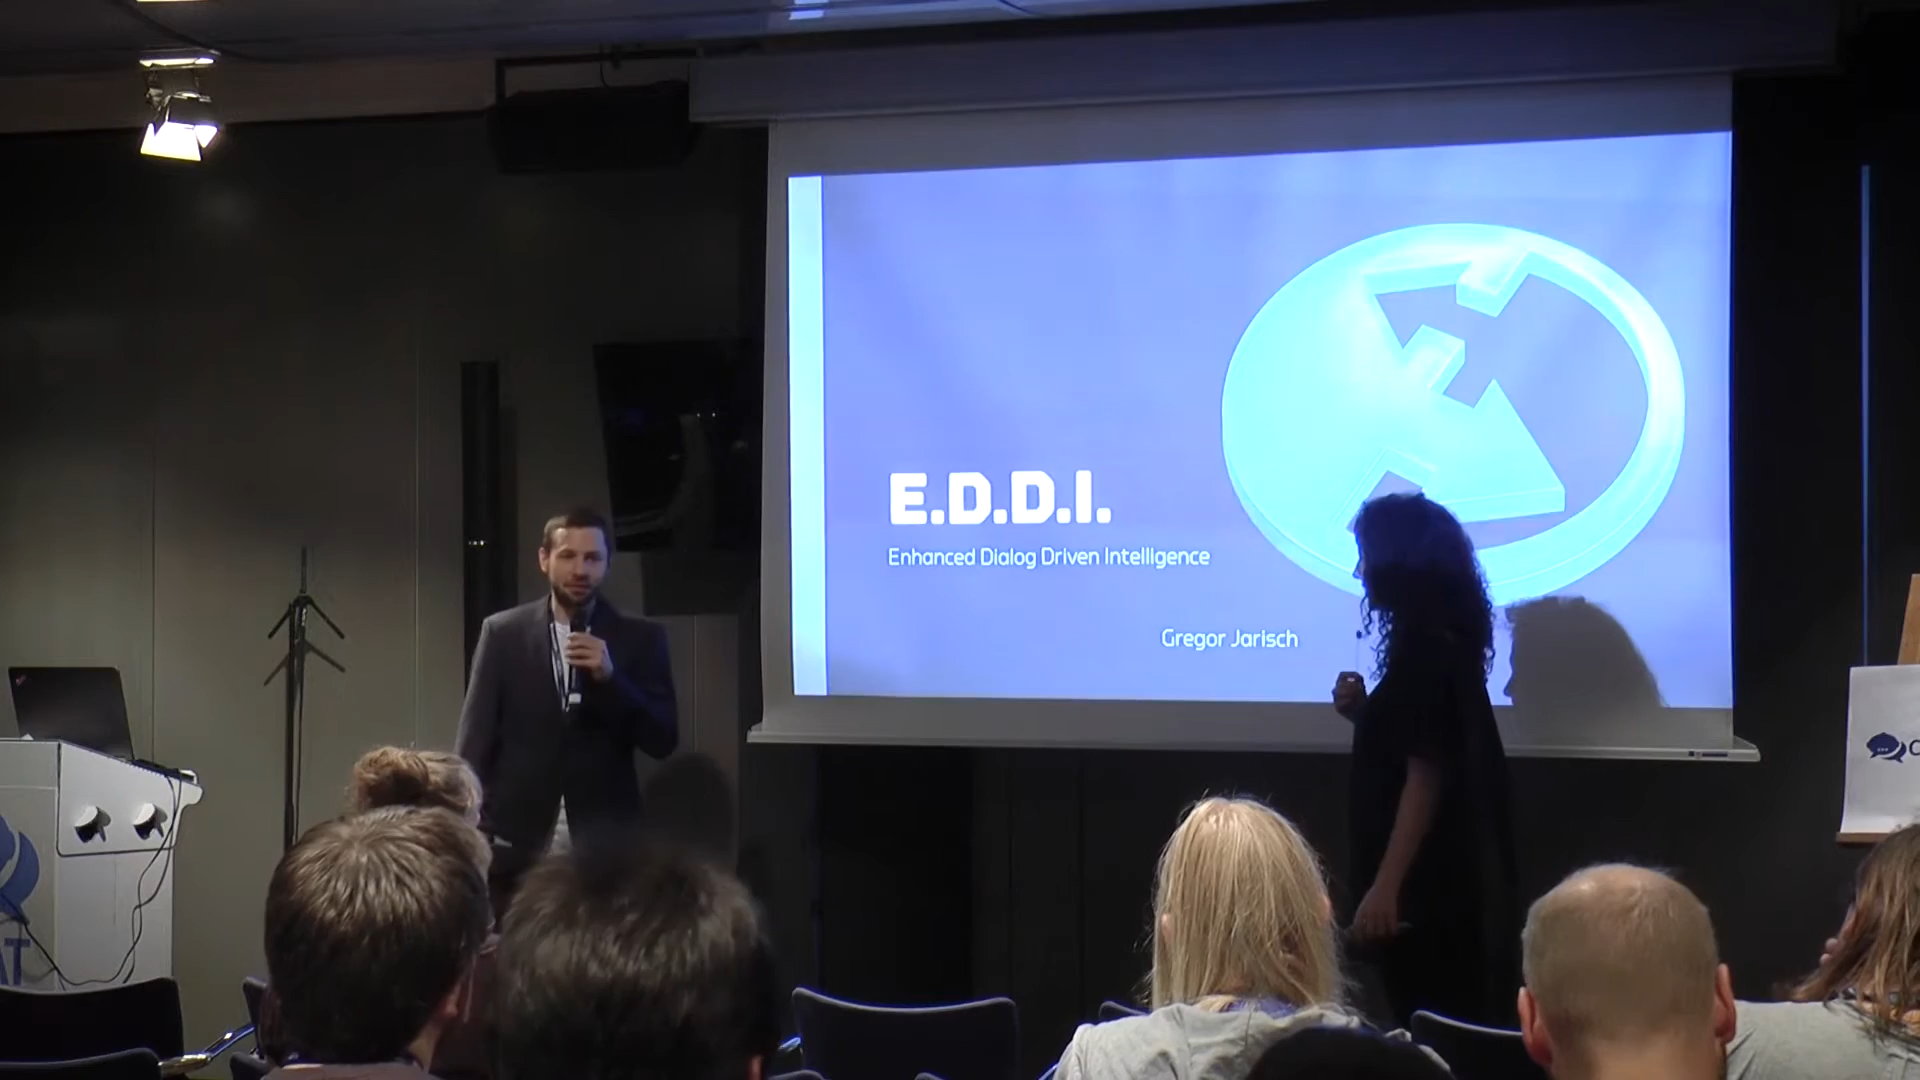 E.D.D.I.
Enhanced Dialog Driven Intelligence
Gregor Jarisch